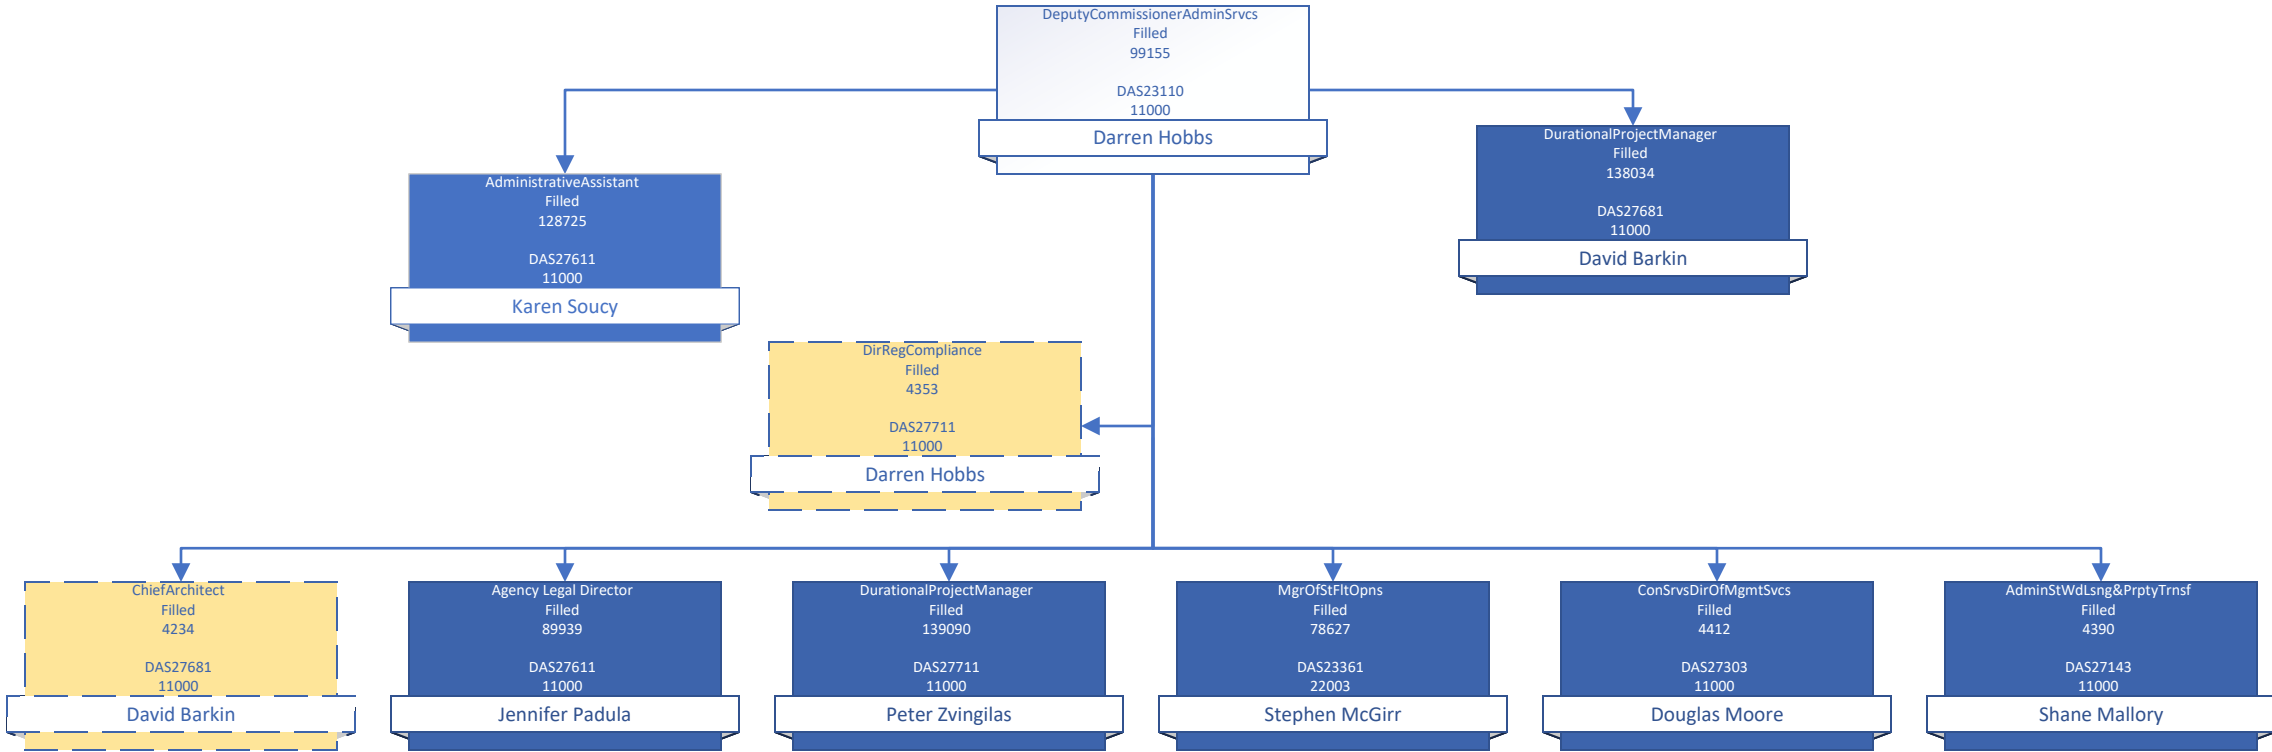 DeputyCommissionerAdminSrvcs
Filled
99155
DAS23110
11000
Darren Hobbs
DurationalProjectManager
Filled
138034
DAS27681
11000
David Barkin
AdministrativeAssistant
Filled
128725
DAS27611
11000
Karen Soucy
DirRegCompliance
Filled
4353
DAS27711
11000
Darren Hobbs
ChiefArchitect
Filled
4234
DAS27681
11000
David Barkin
Agency Legal Director
Filled
89939
DAS27611
11000
Jennifer Padula
DurationalProjectManager
Filled
139090
DAS27711
11000
Peter Zvingilas
MgrOfStFltOpns
Filled
78627
DAS23361
22003
Stephen McGirr
ConSrvsDirOfMgmtSvcs
Filled
4412
DAS27303
11000
Douglas Moore
AdminStWdLsng&PrptyTrnsf
Filled
4390
DAS27143
11000
Shane Mallory